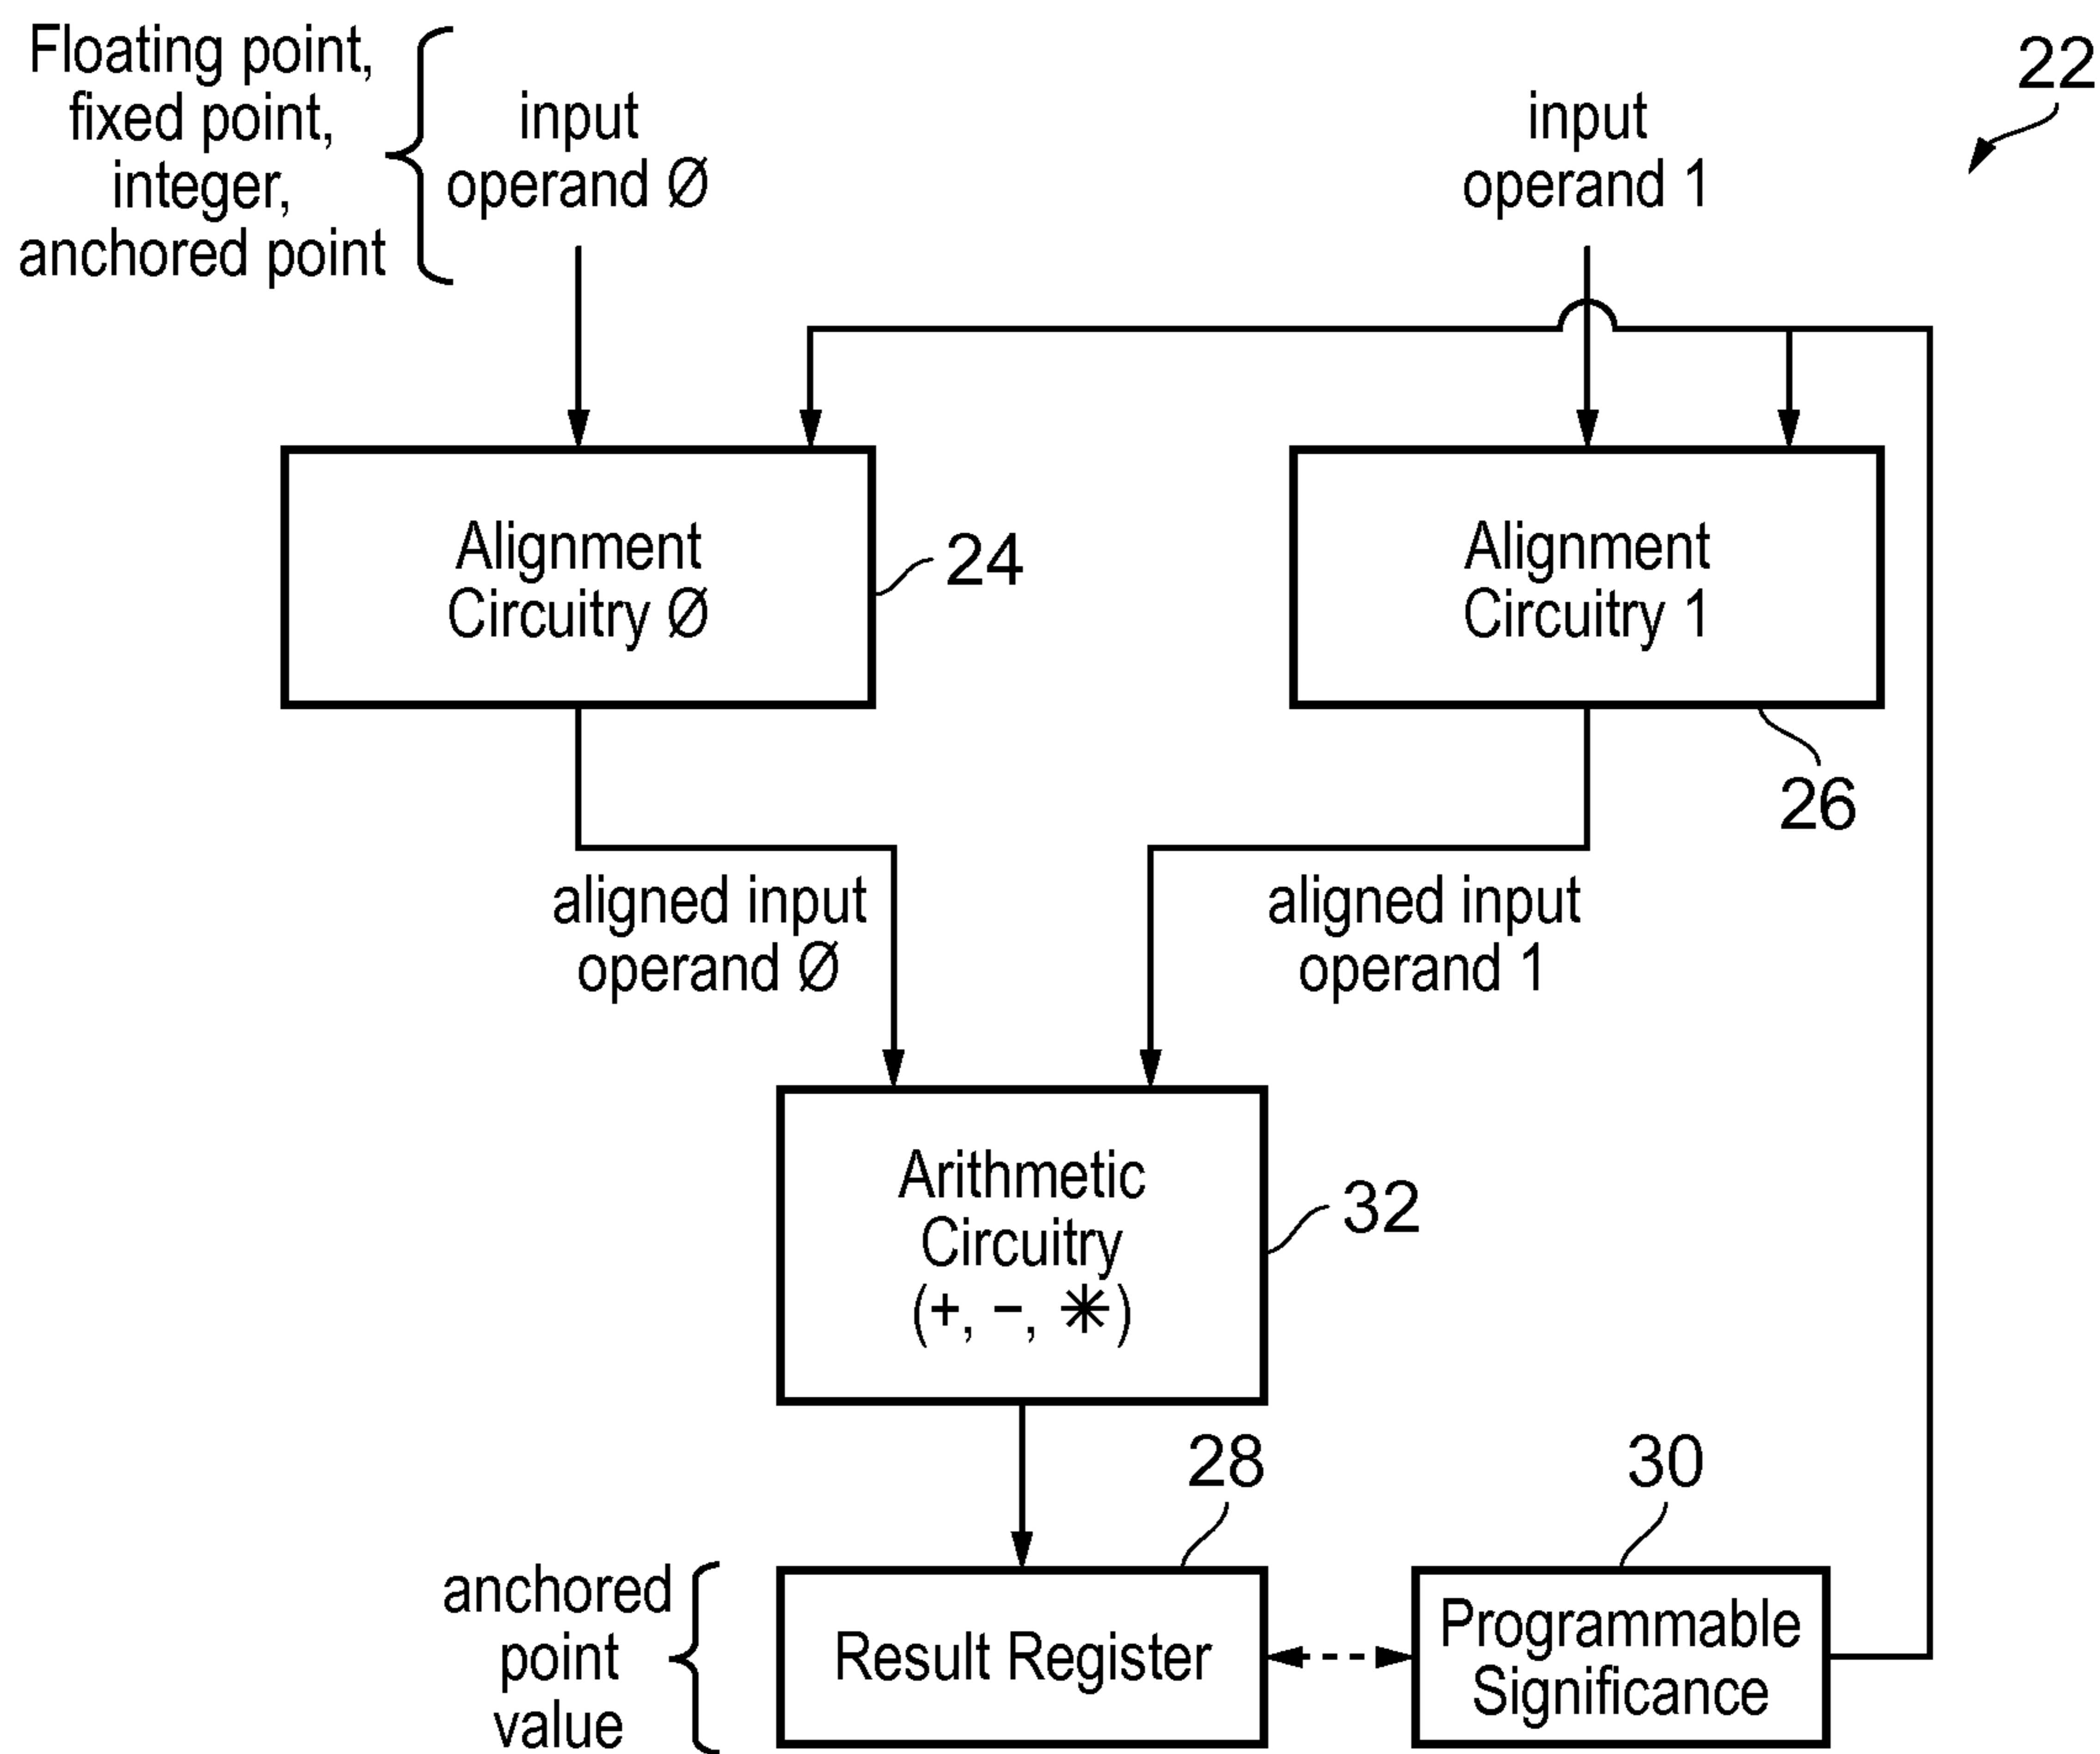 Floating point,
fixed point,
integer,
anchored point
input
operand Ø
input
operand 1
22
Alignment
Circuitry Ø
24
Alignment
Circuitry 1
26
aligned input
operand Ø
aligned input
operand 1
Arithmetic
Circuitry
(+, −, ✳)
32
28
30
anchored
point
value
Result Register
Programmable
Significance